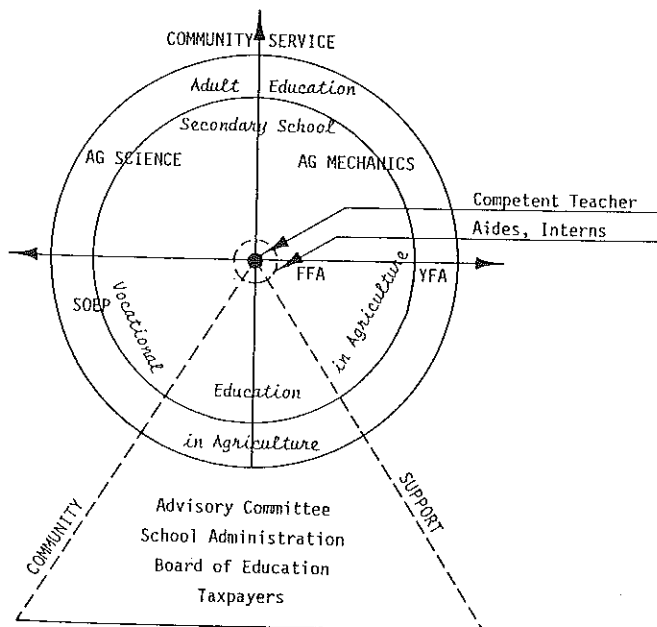 COMMUNITY SERVICE
Adult Education
Secondary School
AG SCIENCE
AG MECHANICS
Competent Teacher
Aides, Interns
FFA
YFA
SOEP
Vocational
in Agriculture
Education
in Agriculture
COMMUNITY
SUPPORT
Advisory Committee
School Administration
Board of Education
Taxpayers